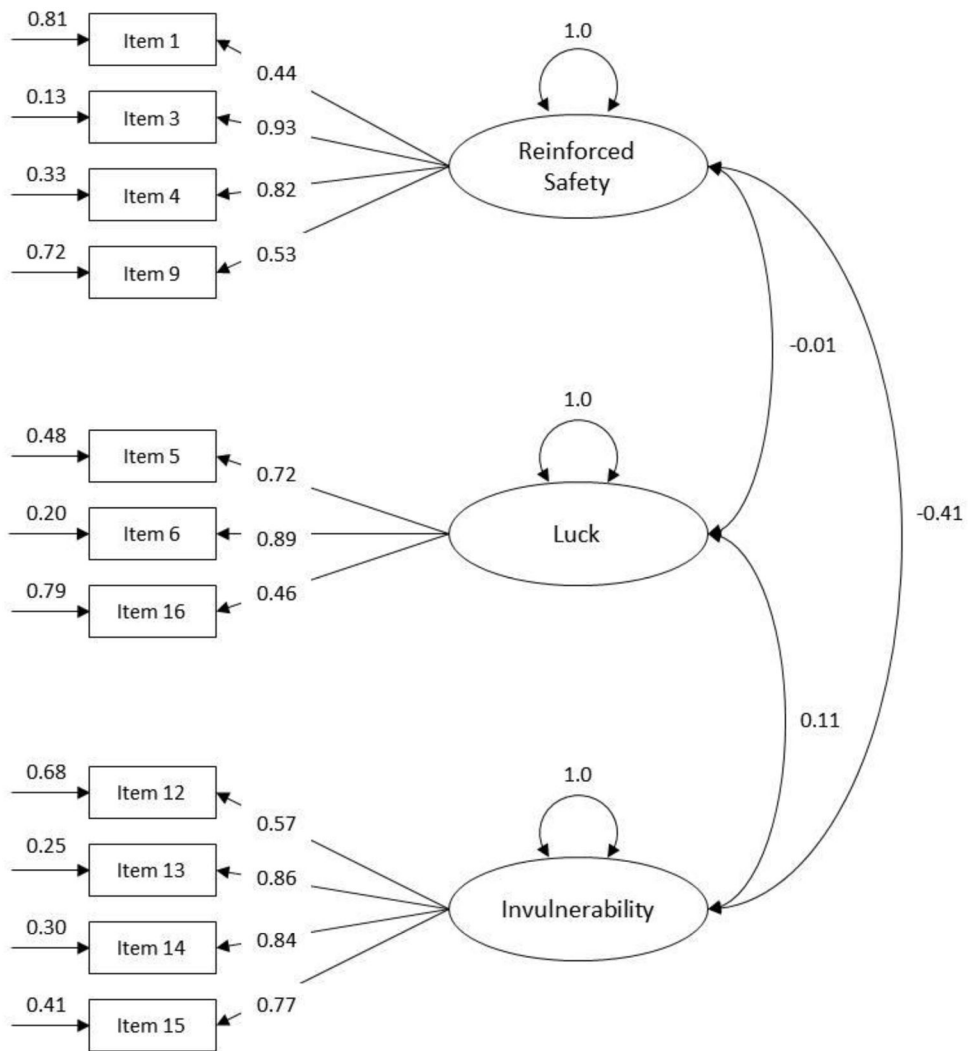 0.81
Item 1
0.44
1.0
0.13
Item 3
0.93
Reinforced
Safety
0.33
Item 4
0.82
0.72
Item 9
0.53
-0.01
1.0
0.48
Item 5
0.72
0.20
Item 6
0.89
Luck
-0.41
0.79
Item 16
0.46
0.11
0.68
Item 12
0.57
1.0
0.25
Item 13
0.86
Invulnerability
0.30
Item 14
0.84
0.41
Item 15
0.77